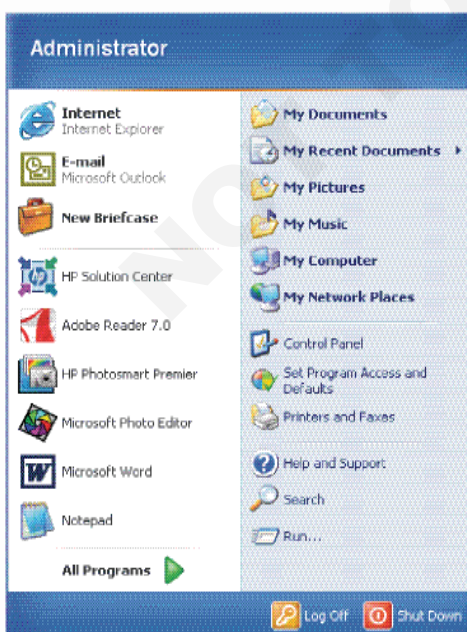 Administrator
Internet
Internet Explorer
E-mail
Microsoft Outlook
New Briefcase
HP Solution Center
Adobe Reader 7.0
HP Photosmart Premier
Microsoft Photo Editor
Microsoft Word
Notepad
All Programs
My Documents
My Recent Documents
My Pictures
My Music
My Computer
My Network Places
Control Panel
Set Program Access and
Defaults
Printers and Faxes
Help and Support
Search
Run...
Log Off
Shut Down